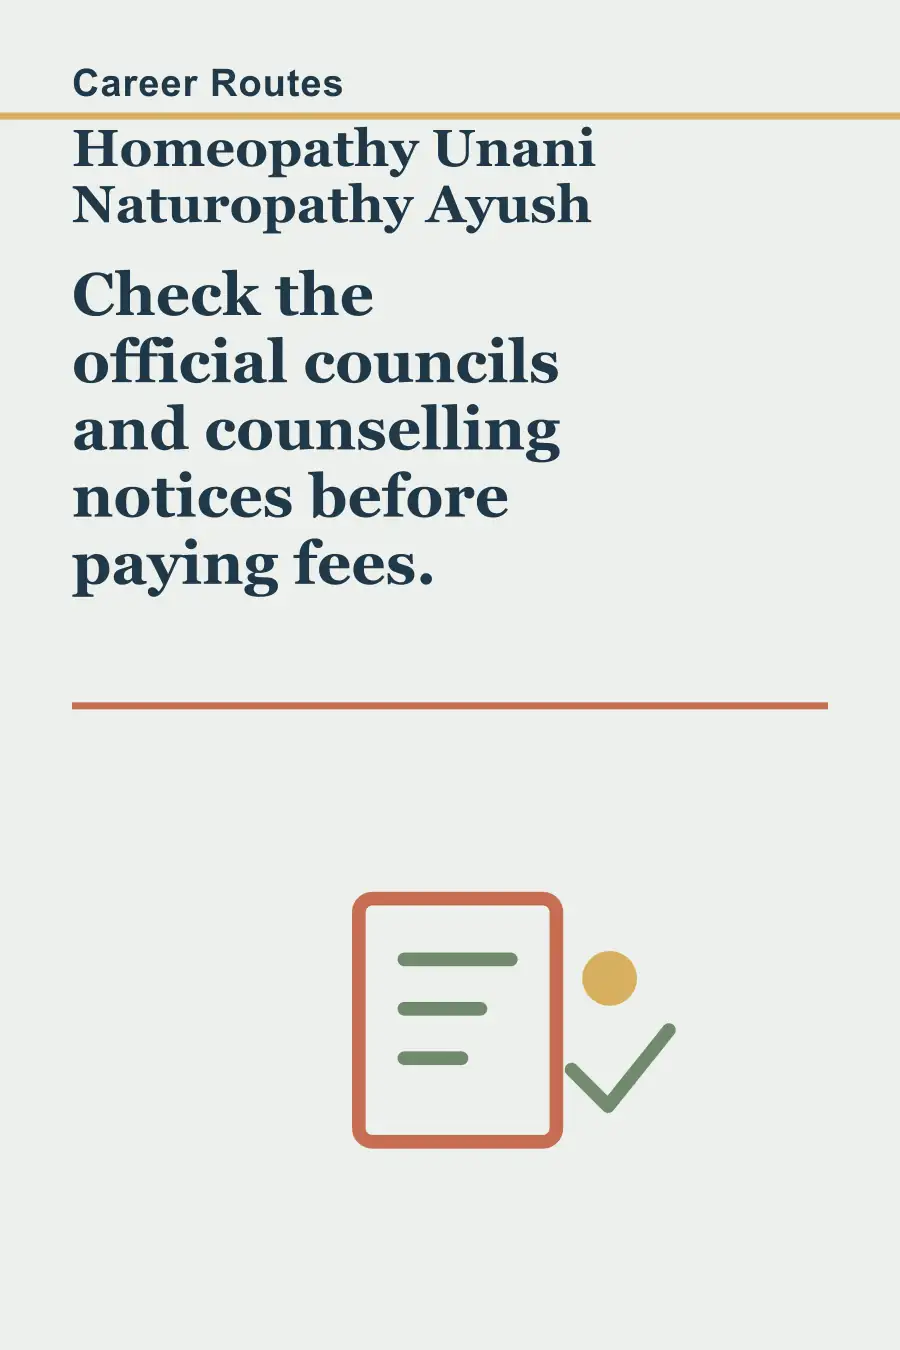 Career Routes
Homeopathy Unani
Naturopathy Ayush
Check the
official councils
and counselling
notices before
paying fees.